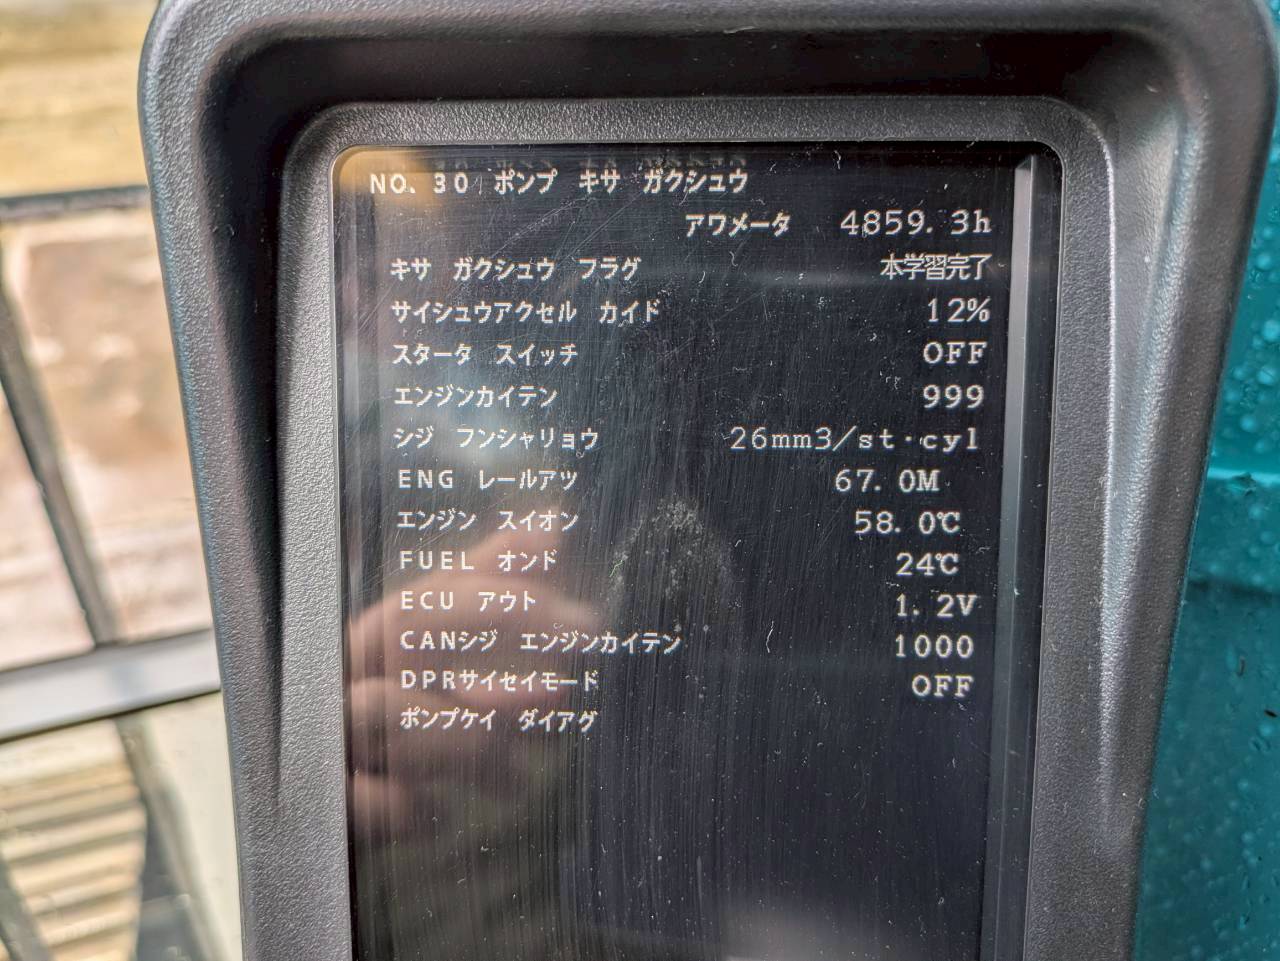 NO. 30 ポンプ キサ ガクシュウ
アワメータ 4859. 3h
キサ ガクシュウ フラグ 本学習完了
サイシュウアクセル カイド 12%
スタータ スイッチ OFF
エンジンカイテン 999
シジ フンシャリョウ 26mm3/st·cyl
ENG レールアツ 67. 0M
エンジン スイオン 58. 0℃
FUEL オンド 24℃
ECU アウト 1. 2V
CANシジ エンジンカイテン 1000
DPRサイセイモード OFF
ポンプケイ ダイアグ